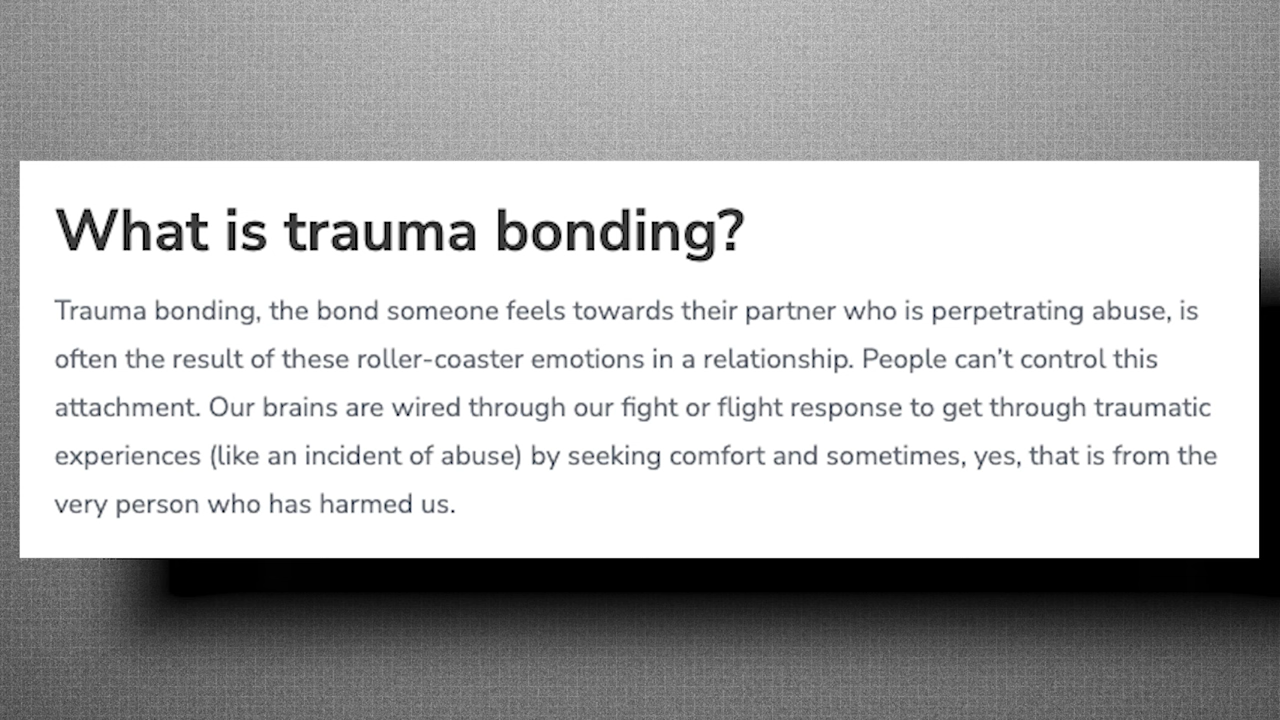 What is trauma bonding?
Trauma bonding, the bond someone feels towards their partner who is perpetrating abuse, is
often the result of these roller-coaster emotions in a relationship. People can't control this
attachment. Our brains are wired through our fight or flight response to get through traumatic
experiences (like an incident of abuse) by seeking comfort and sometimes, yes, that is from the
very person who has harmed us.